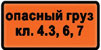 опасный груз
кл. 4.3, 6, 7